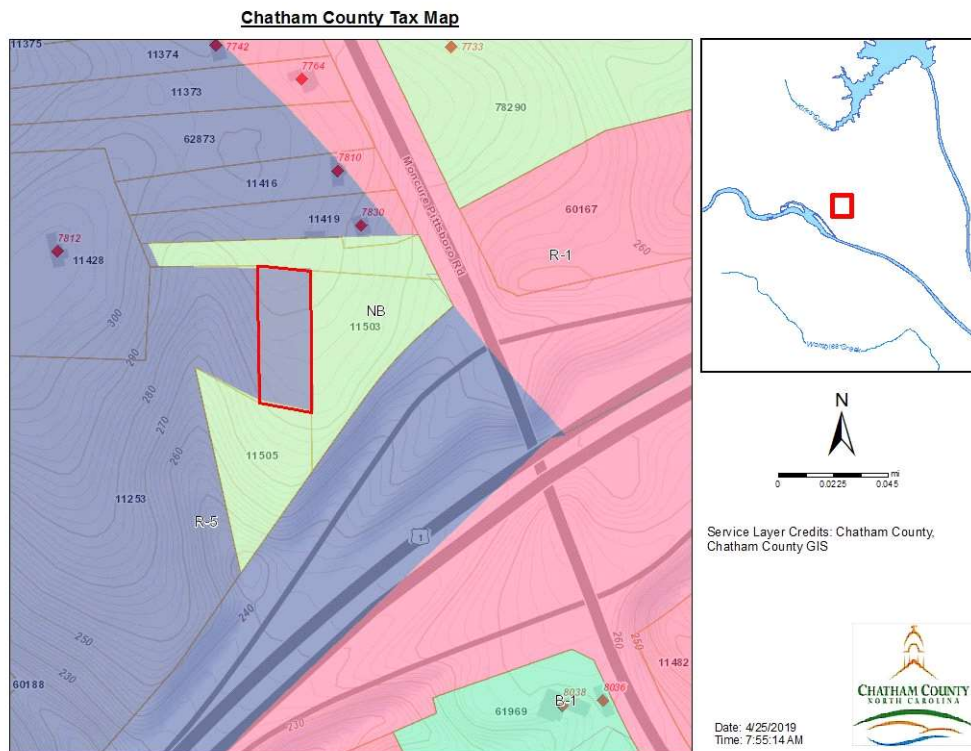 Chatham County Tax Map
11375
11374
7742
7764
7733
11373
78290
62873
7810
11416
Moncure Pittsboro Rd
60167
11419
7830
7812
11428
R-1
260
NB
300
11503
290
280
270
11505
260
11253
R-5
1
240
250
260
250
230
11482
60188
8038
8036
B-1
61969
230
N
mi
0
0.0225
0.045
Service Layer Credits: Chatham County,
Chatham County GIS
CHATHAM COUNTY
NORTH CAROLINA
Date: 4/25/2019
Time: 7:55:14 AM